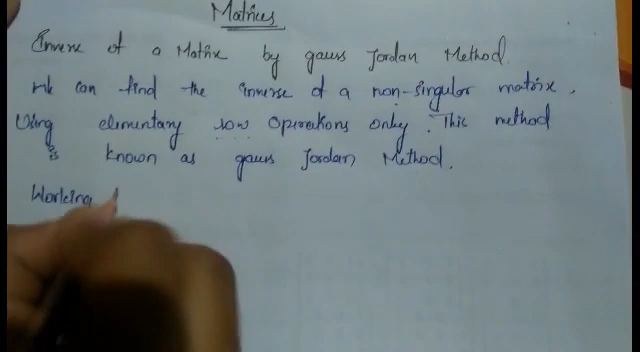 Matrices
Inverse of a Matrix by gauss Jordan Method.
We can find the inverse of a non-singular matrix.
Using elementary row operations only. This method
is known as gauss Jordan Method.
Working